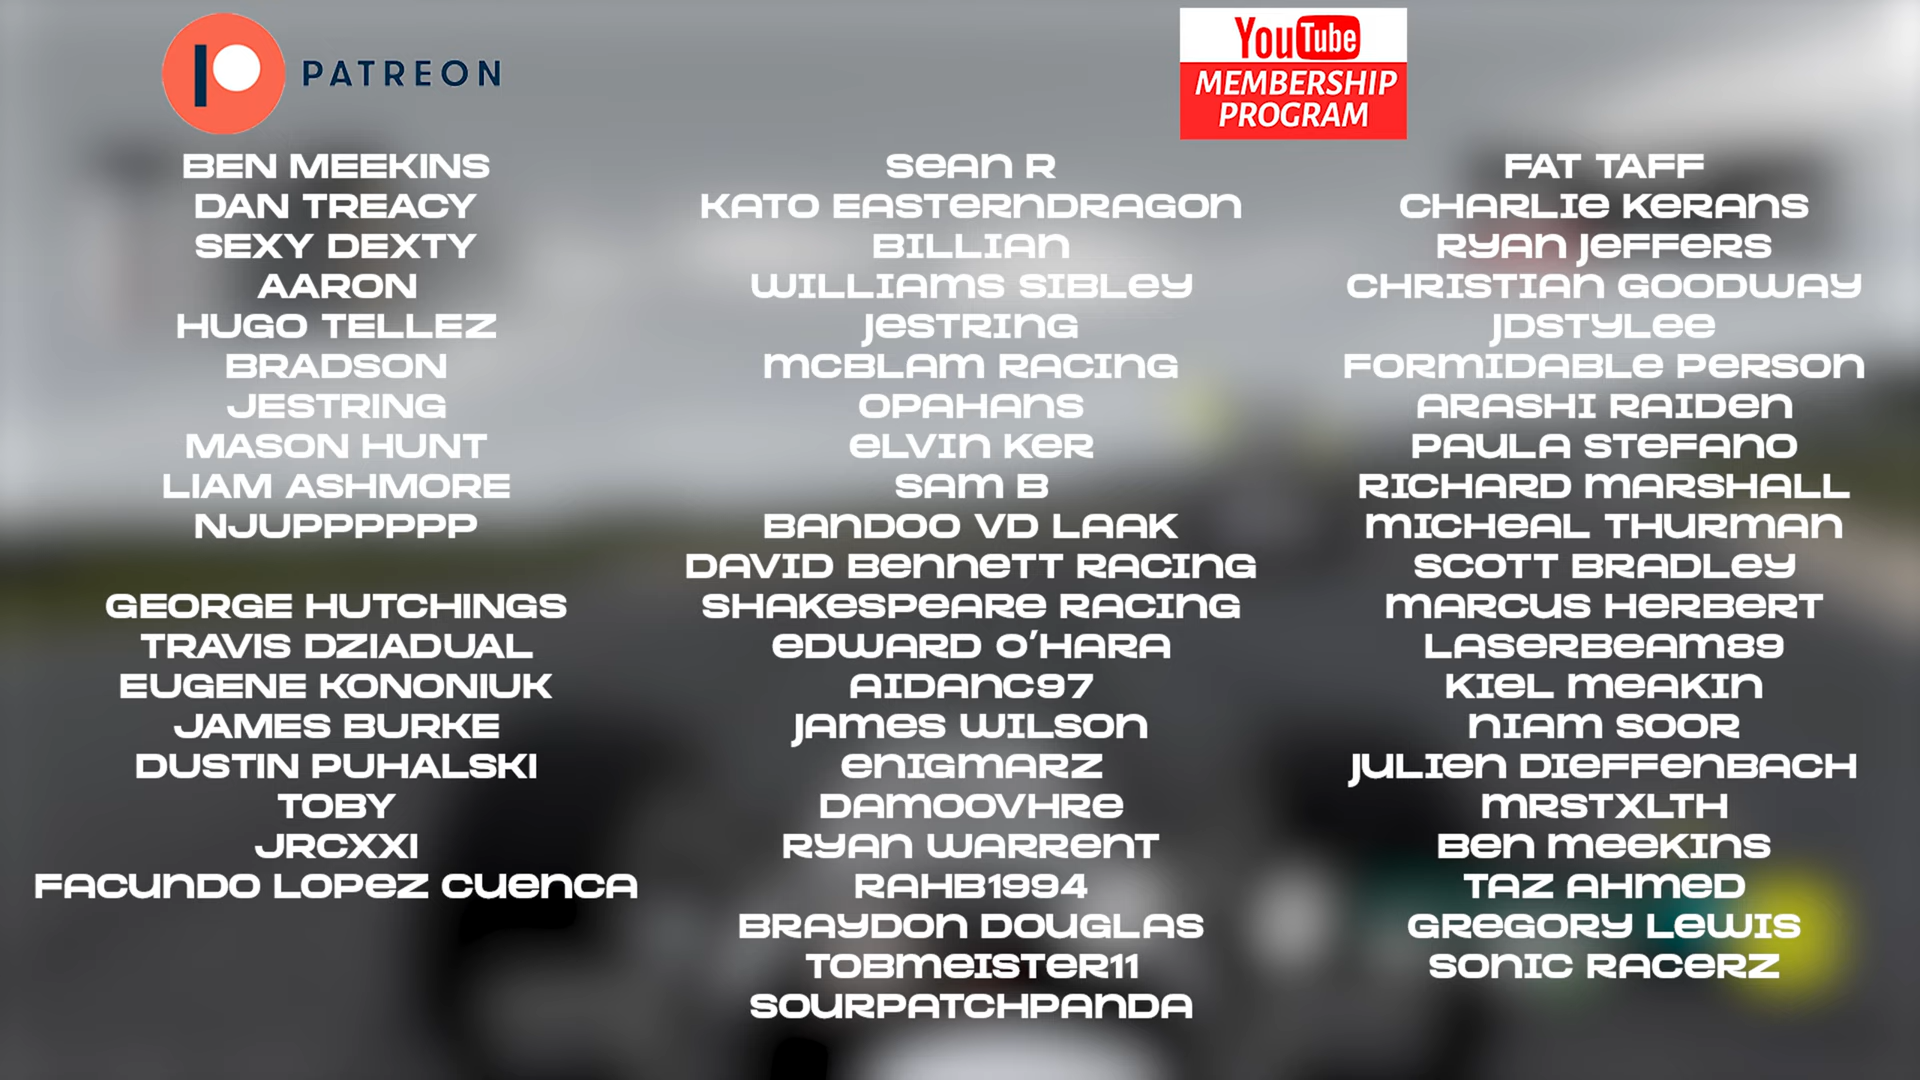 PATREON
BEN MEEKINS
DAN TREACY
SEXY DEXTY
AARON
HUGO TELLEZ
BRADSON
JESTRING
MASON HUNT
LIAM ASHMORE
NJUPPPPPP
GEORGE HUTCHINGS
TRAVIS DZIADUAL
EUGENE KONONIUK
JAMES BURKE
DUSTIN PUHALSKI
TOBY
JRCXXI
FACUNDO LOPEZ CUENCA
YouTube
MEMBERSHIP
PROGRAM
SEAN R
KATO EASTERNDRAGON
BILLIAN
WILLIAMS SIBLEY
JESTRING
MCBLAM RACING
OPAHANS
ELVIN KER
SAM B
BANDOO VD LAAK
DAVID BENNETT RACING
SHAKESPEARE RACING
EDWARD O'HARA
AIDANC97
JAMES WILSON
ENIGMARZ
DAMOOVHRE
RYAN WARRENT
RAHB1994
BRAYDON DOUGLAS
TOBMEISTER11
SOURPATCHPANDA
FAT TAFF
CHARLIE KERANS
RYAN JEFFERS
CHRISTIAN GOODWAY
JDSTYLEE
FORMIDABLE PERSON
ARASHI RAIDEN
PAULA STEFANO
RICHARD MARSHALL
MICHEAL THURMAN
SCOTT BRADLEY
MARCUS HERBERT
LASERBEAM89
KIEL MEAKIN
NIAM SOOR
JULIEN DIEFFENBACH
MRSTXLTH
BEN MEEKINS
TAZ AHMED
GREGORY LEWIS
SONIC RACERZ